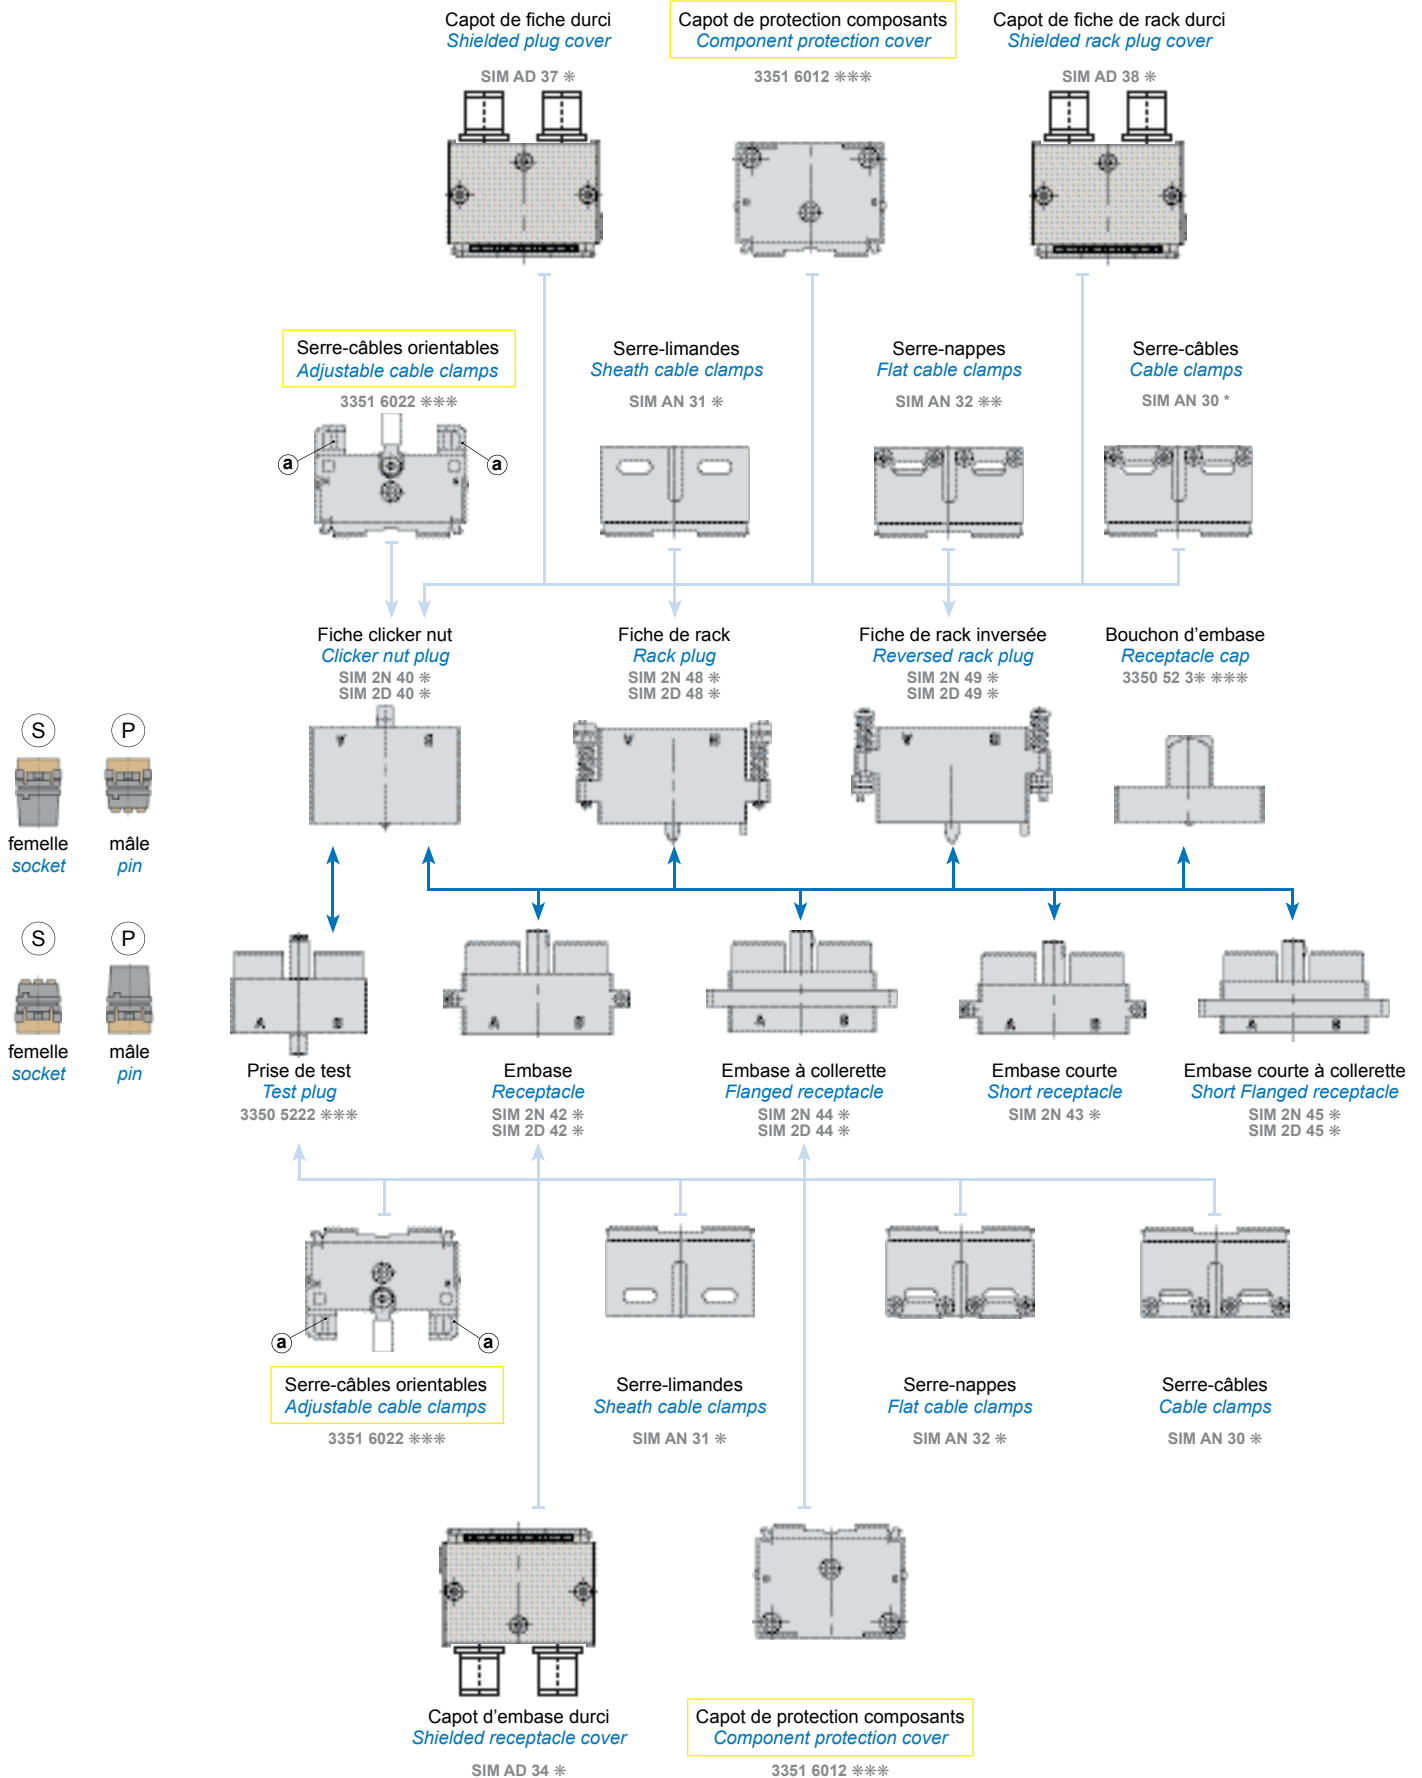 Capot de fiche durci
Shielded plug cover
SIM AD 37 ✳
Capot de protection composants
Component protection cover
3351 6012 ✳✳✳
Capot de fiche de rack durci
Shielded rack plug cover
SIM AD 38 ✳
Serre-câbles orientables
Adjustable cable clamps
3351 6022 ✳✳✳
a
a
Serre-limandes
Sheath cable clamps
SIM AN 31 ✳
Serre-nappes
Flat cable clamps
SIM AN 32 ✳✳
Serre-câbles
Cable clamps
SIM AN 30 *
Fiche clicker nut
Clicker nut plug
SIM 2N 40 ✳
SIM 2D 40 ✳
A
B
Fiche de rack
Rack plug
SIM 2N 48 ✳
SIM 2D 48 ✳
A
B
Fiche de rack inversée
Reversed rack plug
SIM 2N 49 ✳
SIM 2D 49 ✳
A
B
Bouchon d'embase
Receptacle cap
3350 52 3✳ ✳✳✳
S
P
femelle
socket
mâle
pin
S
P
femelle
socket
mâle
pin
A
B
Prise de test
Test plug
3350 5222 ✳✳✳
A
B
Embase
Receptacle
SIM 2N 42 ✳
SIM 2D 42 ✳
A
B
Embase à collerette
Flanged receptacle
SIM 2N 44 ✳
SIM 2D 44 ✳
A
B
Embase courte
Short receptacle
SIM 2N 43 ✳
A
B
Embase courte à collerette
Short Flanged receptacle
SIM 2N 45 ✳
SIM 2D 45 ✳
a
a
Serre-câbles orientables
Adjustable cable clamps
3351 6022 ✳✳✳
Serre-limandes
Sheath cable clamps
SIM AN 31 ✳
Serre-nappes
Flat cable clamps
SIM AN 32 ✳
Serre-câbles
Cable clamps
SIM AN 30 ✳
Capot d'embase durci
Shielded receptacle cover
SIM AD 34 ✳
Capot de protection composants
Component protection cover
3351 6012 ✳✳✳